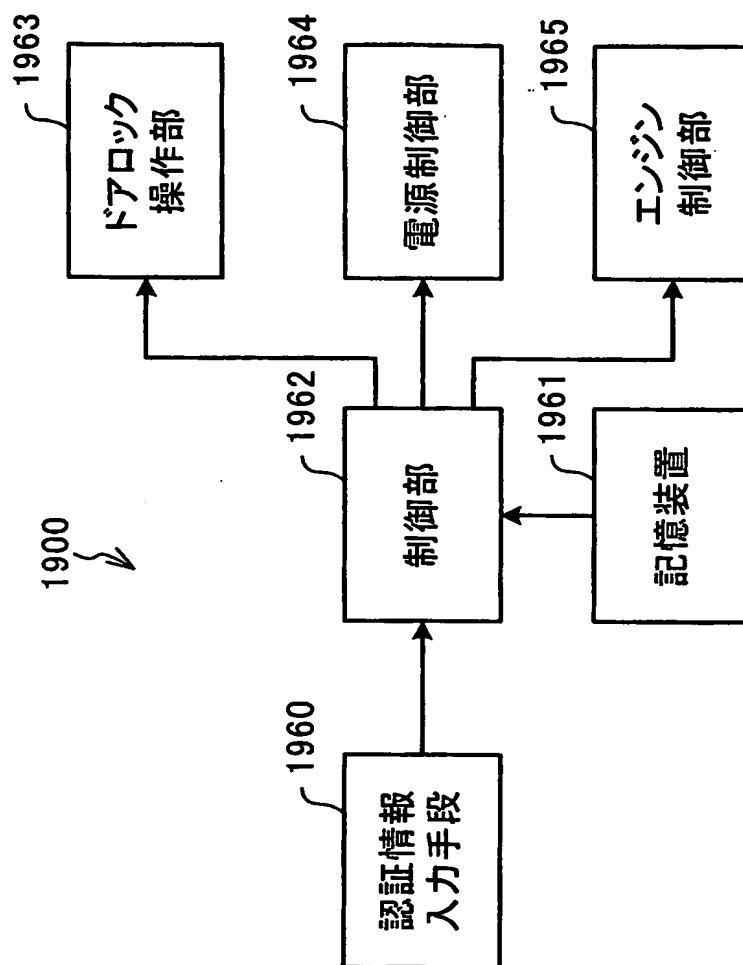 1900
1960
認証情報
入力手段
1962
制御部
1961
記憶装置
1963
ドアロック
操作部
1964
電源制御部
1965
エンジン
制御部